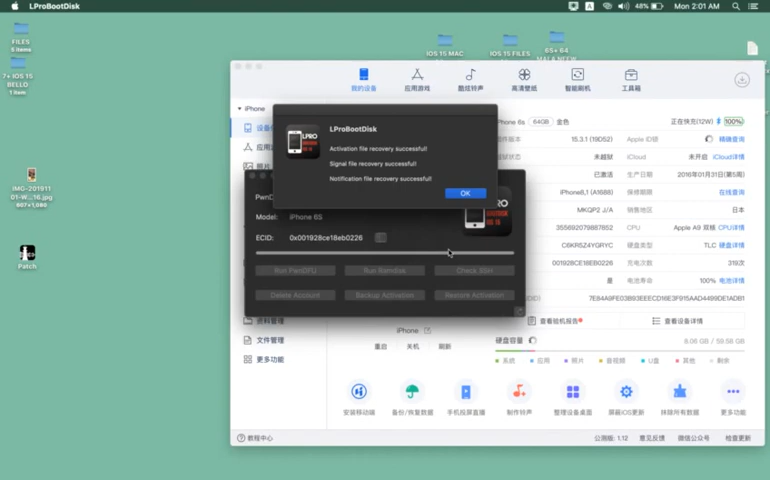 LProBootDisk
48%
Mon 2:01 AM
FILES
5 items
7+ IOS 15
BELLO
1 item
IOS 15 MAC
IOS 15 FILES
6S+ 64
IMG-201911
01-W...16.jpg
Patch
我的设备
应用游戏
酷炫铃声
高清壁纸
智能刷机
工具箱
iPhone
LProBootDisk
Activation file recovery successful!
Signal file recovery successful!
Notification file recovery successful!
OK
Model: iPhone 6S
ECID: 0x001928ce18eb0226
Run PwnDFU
Run Ramdisk
Check SSH
Delete Account
Backup Activation
Restore Activation
hone 6s 64GB 金色
正在充电(12W) 100%
15.3.1 (19D52)
Apple ID锁
精确查询
未越狱
iCloud
未开启 iCloud详情
已激活
生产日期
2016年01月31日(第5周)
iPhone8,1 (A1688)
保修期限
在线查询
MKQP2 J/A
销售地区
日本
355692079887852
CPU
Apple A9 双核 CPU详情
C6KRSZ4YGRYC
硬盘类型
TLC 硬盘详情
001928CE18EB0226
充电次数
319次
是
电池寿命
100% 电池详情
7E84A9FE03B93EEECD18E3F915AAD4499DE1ADB1
查看验机报告
查看设备详情
资料管理
文件管理
更多功能
iPhone
重启
关机
刷新
硬盘容量
8.06 GB / 59.58 GB
系统
应用
照片
音视频
U盘
其他
剩余
安装移动端
备份/恢复数据
手机投屏直播
制作铃声
整理设备桌面
屏蔽iOS更新
抹除所有数据
更多功能
教程中心
公测版: 1.12
意见反馈
微信公众号
检查更新